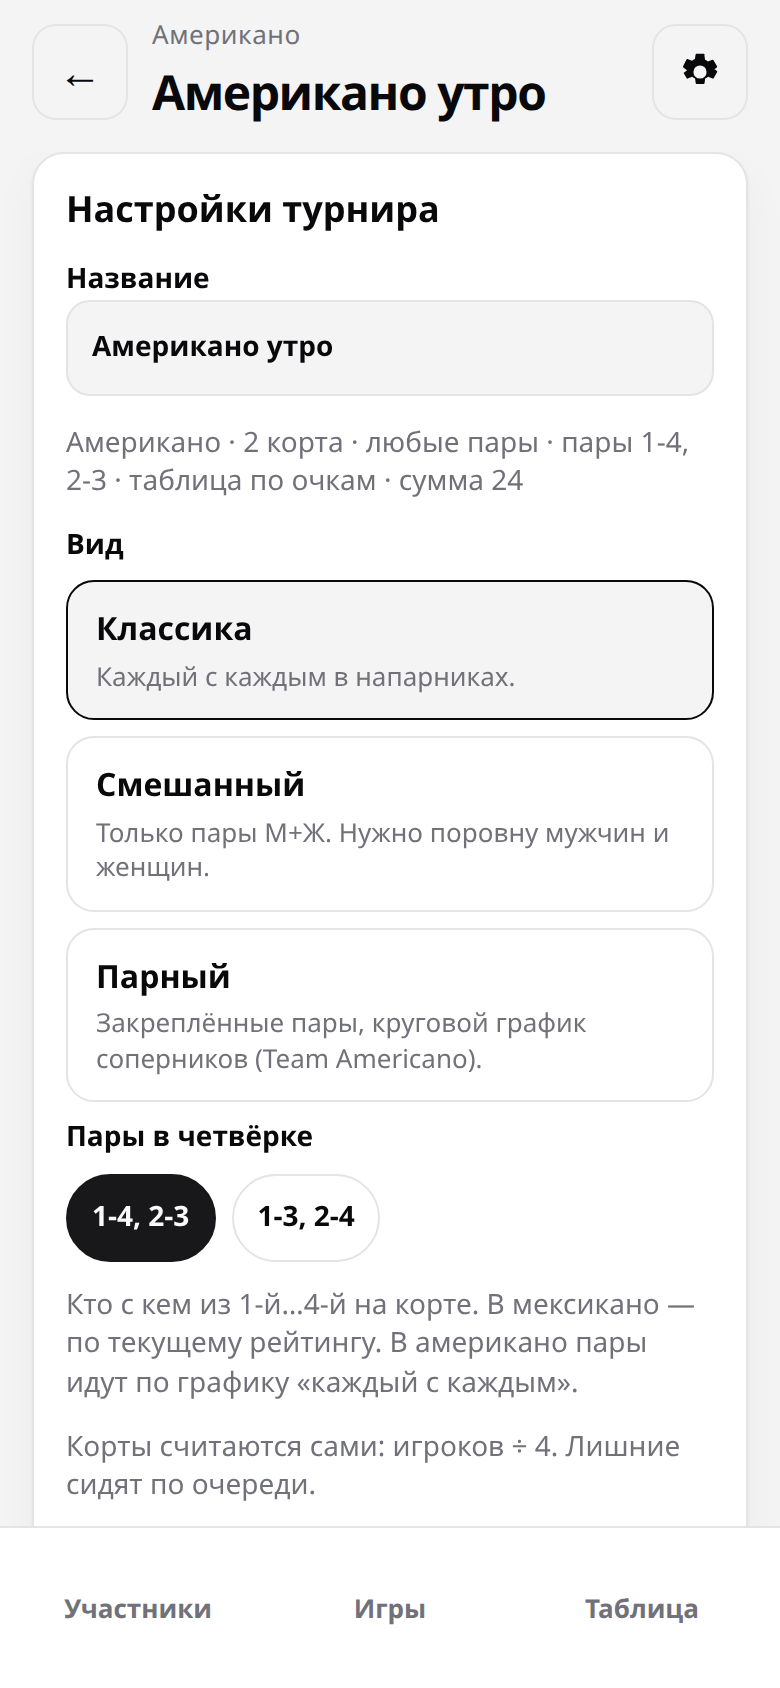 ←
Американо
Американо утро
Настройки турнира
Название
Американо утро
Американо · 2 корта · любые пары · пары 1-4,
2-3 · таблица по очкам · сумма 24
Вид
Классика
Каждый с каждым в напарниках.
Смешанный
Только пары М+Ж. Нужно поровну мужчин и
женщин.
Парный
Закреплённые пары, круговой график
соперников (Team Americano).
Пары в четвёрке
1-4, 2-3
1-3, 2-4
Кто с кем из 1-й…4-й на корте. В мексикано —
по текущему рейтингу. В американо пары
идут по графику «каждый с каждым».
Корты считаются сами: игроков ÷ 4. Лишние
сидят по очереди.
Участники
Игры
Таблица